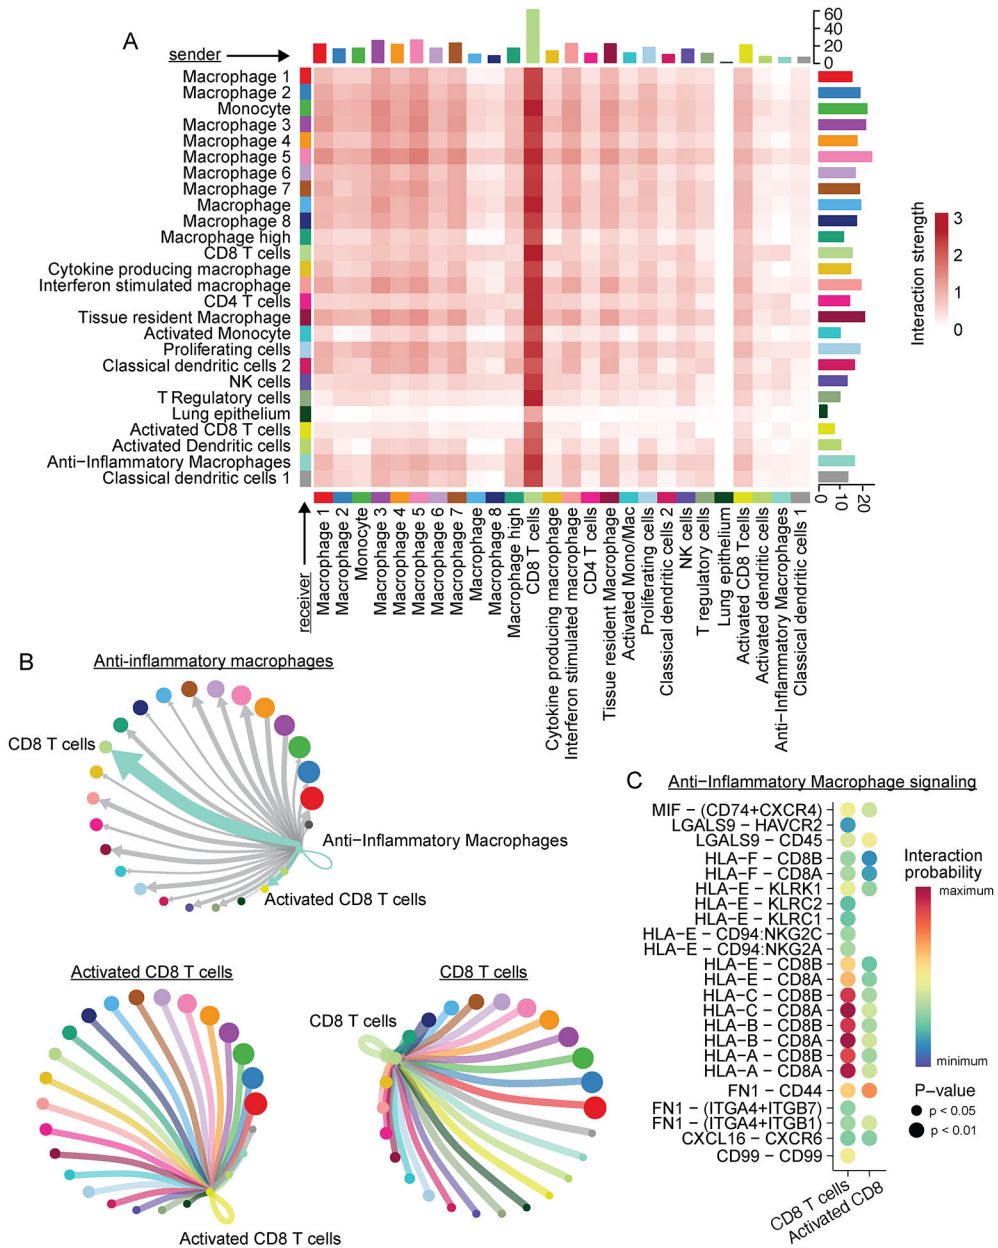 A
sender
60
40
20
0
Macrophage 1
Macrophage 2
Monocyte
Macrophage 3
Macrophage 4
Macrophage 5
Macrophage 6
Macrophage 7
Macrophage
Macrophage 8
Macrophage high
CD8 T cells
Cytokine producing macrophage
Interferon stimulated macrophage
CD4 T cells
Tissue resident Macrophage
Activated Monocyte
Proliferating cells
Classical dendritic cells 2
NK cells
T Regulatory cells
Lung epithelium
Activated CD8 T cells
Activated Dendritic cells
Anti−Inflammatory Macrophages
Classical dendritic cells 1
Interaction strength
3
2
1
0
0
10
20
receiver
Macrophage 1
Macrophage 2
Monocyte
Macrophage 3
Macrophage 4
Macrophage 5
Macrophage 6
Macrophage 7
Macrophage
Macrophage 8
Macrophage high
CD8 T cells
Cytokine producing macrophage
Interferon stimulated macrophage
CD4 T cells
Tissue resident Macrophage
Activated Mono/Mac
Proliferating cells
Classical dendritic cells 2
NK cells
T regulatory cells
Lung epithelium
Activated CD8 Tcells
Activated dendritic cells
Anti-Inflammatory Macrophages
Classical dendritic cells 1
B
Anti-inflammatory macrophages
CD8 T cells
Anti-Inflammatory Macrophages
Activated CD8 T cells
Activated CD8 T cells
Activated CD8 T cells
CD8 T cells
CD8 T cells
C
Anti−Inflammatory Macrophage signaling
MIF − (CD74+CXCR4)
LGALS9 − HAVCR2
LGALS9 − CD45
HLA−F − CD8B
HLA−F − CD8A
HLA−E − KLRK1
HLA−E − KLRC2
HLA−E − KLRC1
HLA−E − CD94:NKG2C
HLA−E − CD94:NKG2A
HLA−E − CD8B
HLA−E − CD8A
HLA−C − CD8B
HLA−C − CD8A
HLA−B − CD8B
HLA−B − CD8A
HLA−A − CD8B
HLA−A − CD8A
FN1 − CD44
FN1 − (ITGA4+ITGB7)
FN1 − (ITGA4+ITGB1)
CXCL16 − CXCR6
CD99 − CD99
CD8 T cells
Activated CD8
Interaction
probability
maximum
minimum
P−value
p < 0.05
p < 0.01